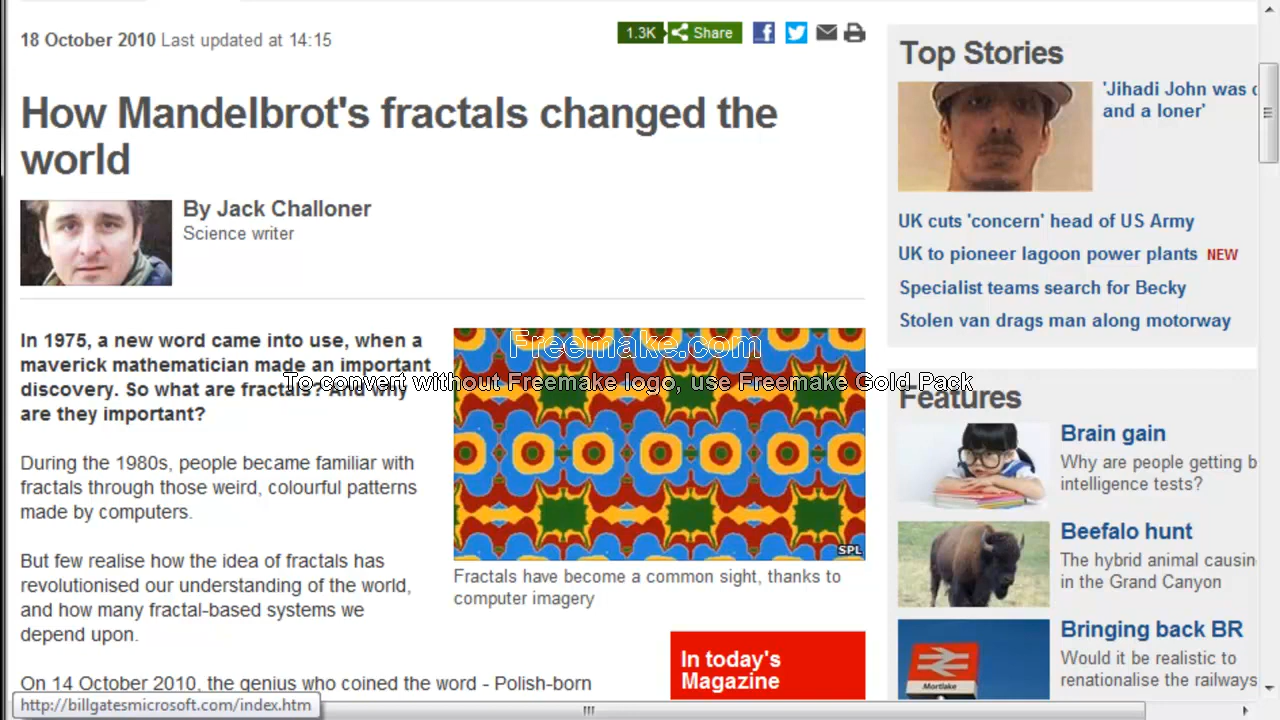 18 October 2010 Last updated at 14:15
1.3K Share
How Mandelbrot's fractals changed the
world
By Jack Challoner
Science writer
In 1975, a new word came into use, when a
maverick mathematician made an important
discovery. So what are fractals? And why
are they important?
During the 1980s, people became familiar with
fractals through those weird, colourful patterns
made by computers.
But few realise how the idea of fractals has
revolutionised our understanding of the world,
and how many fractal-based systems we
depend upon.
On 14 October 2010, the genius who coined the word - Polish-born
http://billgatesmicrosoft.com/index.htm
Freemake.com
To convert without Freemake logo, use Freemake Gold Pack
SPL
Fractals have become a common sight, thanks to
computer imagery
In today's
Magazine
Top Stories
'Jihadi John was
and a loner'
UK cuts 'concern' head of US Army
UK to pioneer lagoon power plants NEW
Specialist teams search for Becky
Stolen van drags man along motorway
Features
Brain gain
Why are people getting
intelligence tests?
Beefalo hunt
The hybrid animal causin
in the Grand Canyon
Bringing back BR
Would it be realistic to
renationalise the railways
Mortlake